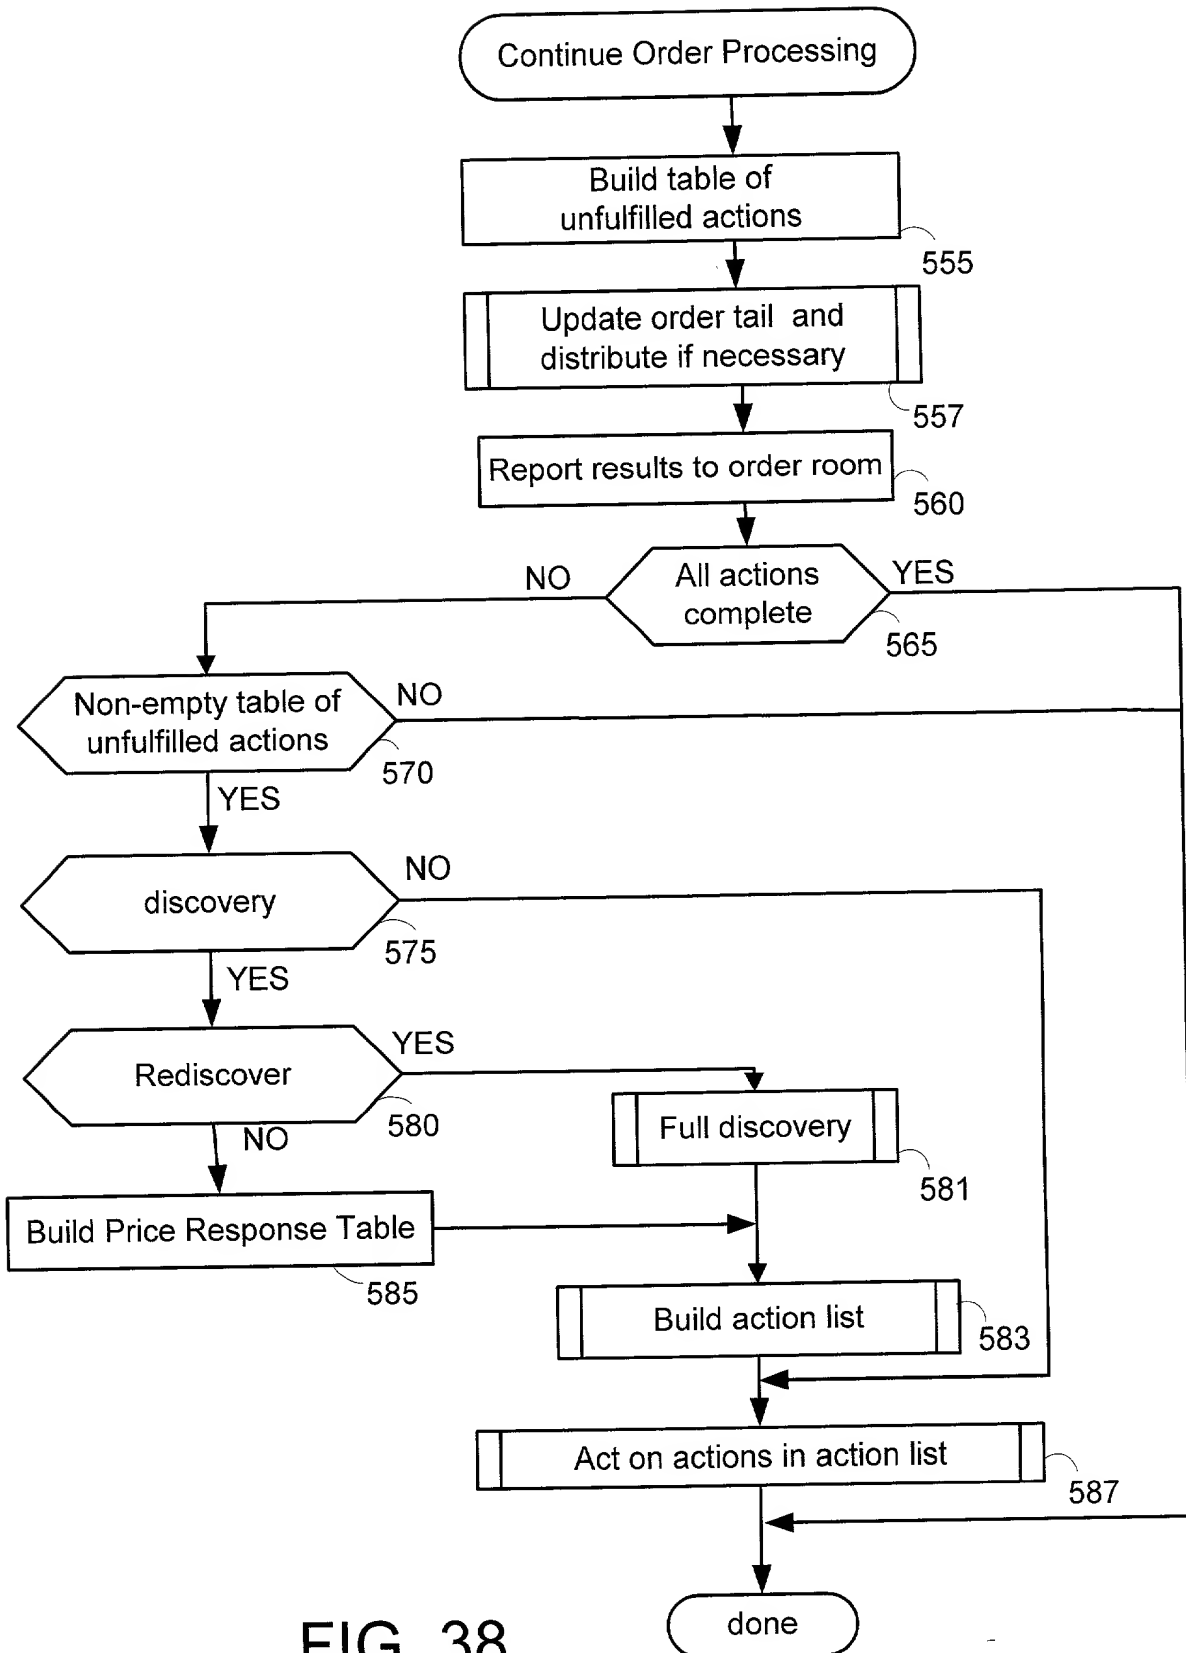 Continue Order Processing
Build table of
unfulfilled actions
555
Update order tail and
distribute if necessary
557
Report results to order room
560
All actions
complete
NO
YES
565
Non-empty table of
unfulfilled actions
NO
570
YES
discovery
NO
575
YES
Rediscover
YES
580
NO
Full discovery
581
Build Price Response Table
585
Build action list
583
Act on actions in action list
587
done
FIG. 38